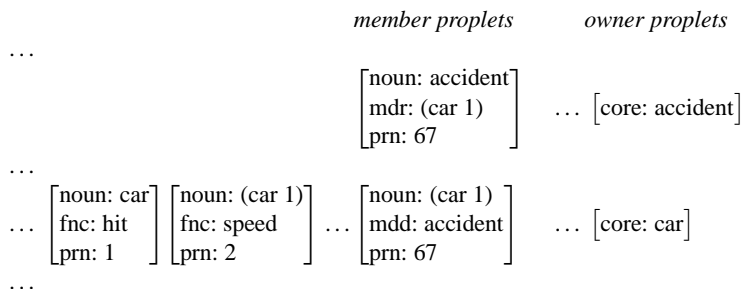 member proplets owner proplets
...
noun: accident
mdr: (car 1) ... [core: accident]
prn: 67
...
noun: car noun: (car 1) noun: (car 1)
... fnc: hit fnc: speed ... mdd: accident ... [core: car]
prn: 1 prn: 2 prn: 67
...